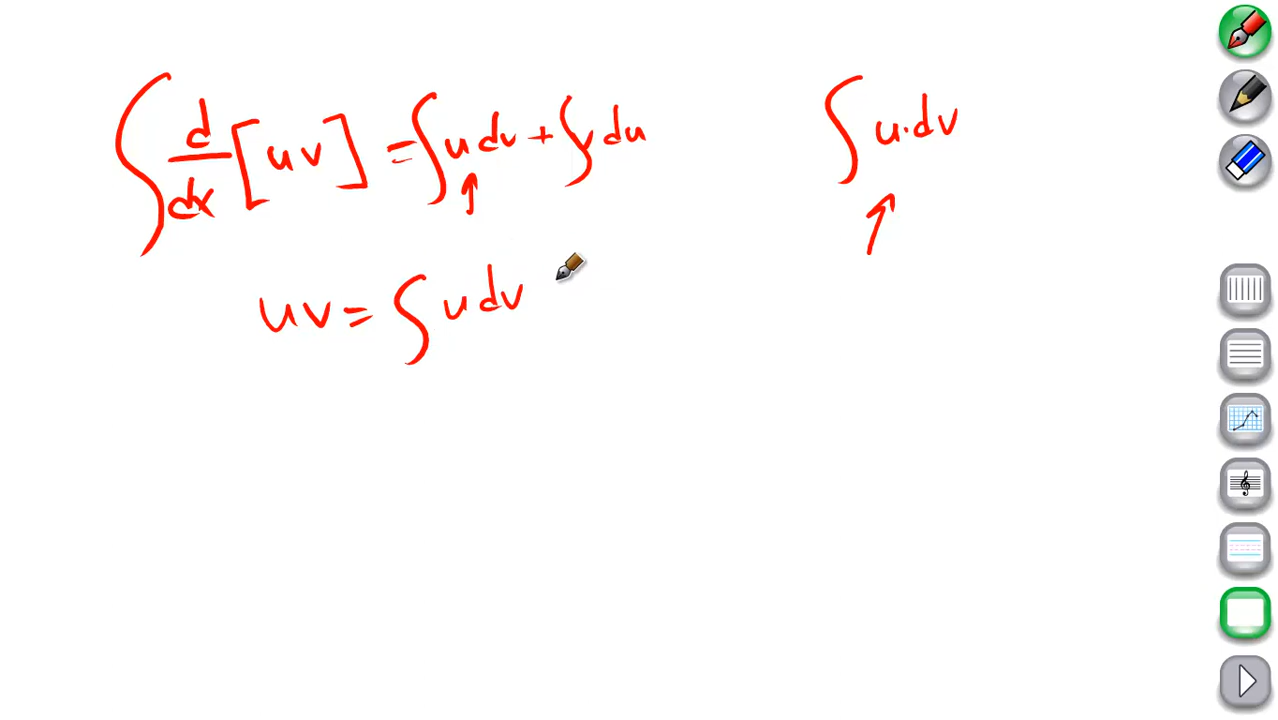 ∫ d/dx [uv] = ∫ u dv + ∫ v du
∫ u·dv
uv = ∫ u dv